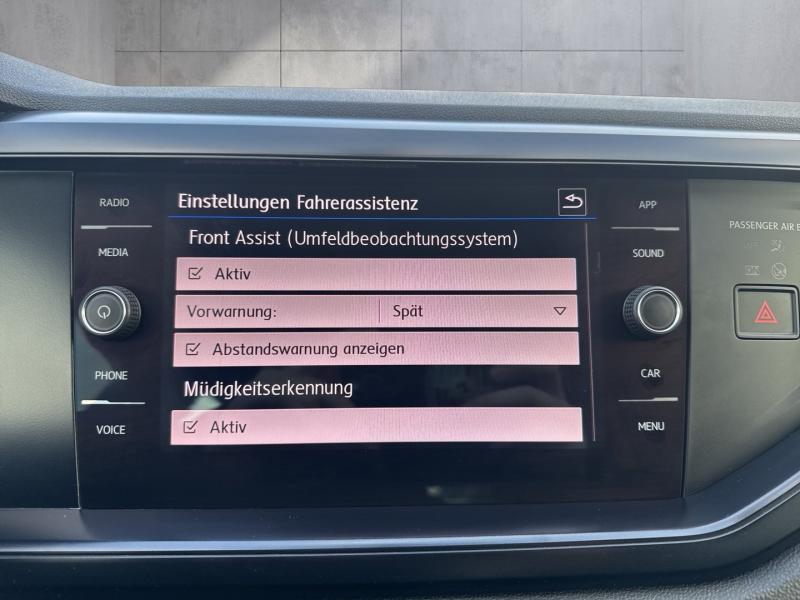 RADIO
MEDIA
PHONE
VOICE
Einstellungen Fahrerassistenz
Front Assist (Umfeldbeobachtungssystem)
Aktiv
Vorwarnung: Spät
Abstandswarnung anzeigen
Müdigkeitserkennung
Aktiv
APP
SOUND
CAR
MENU
PASSENGER AIR